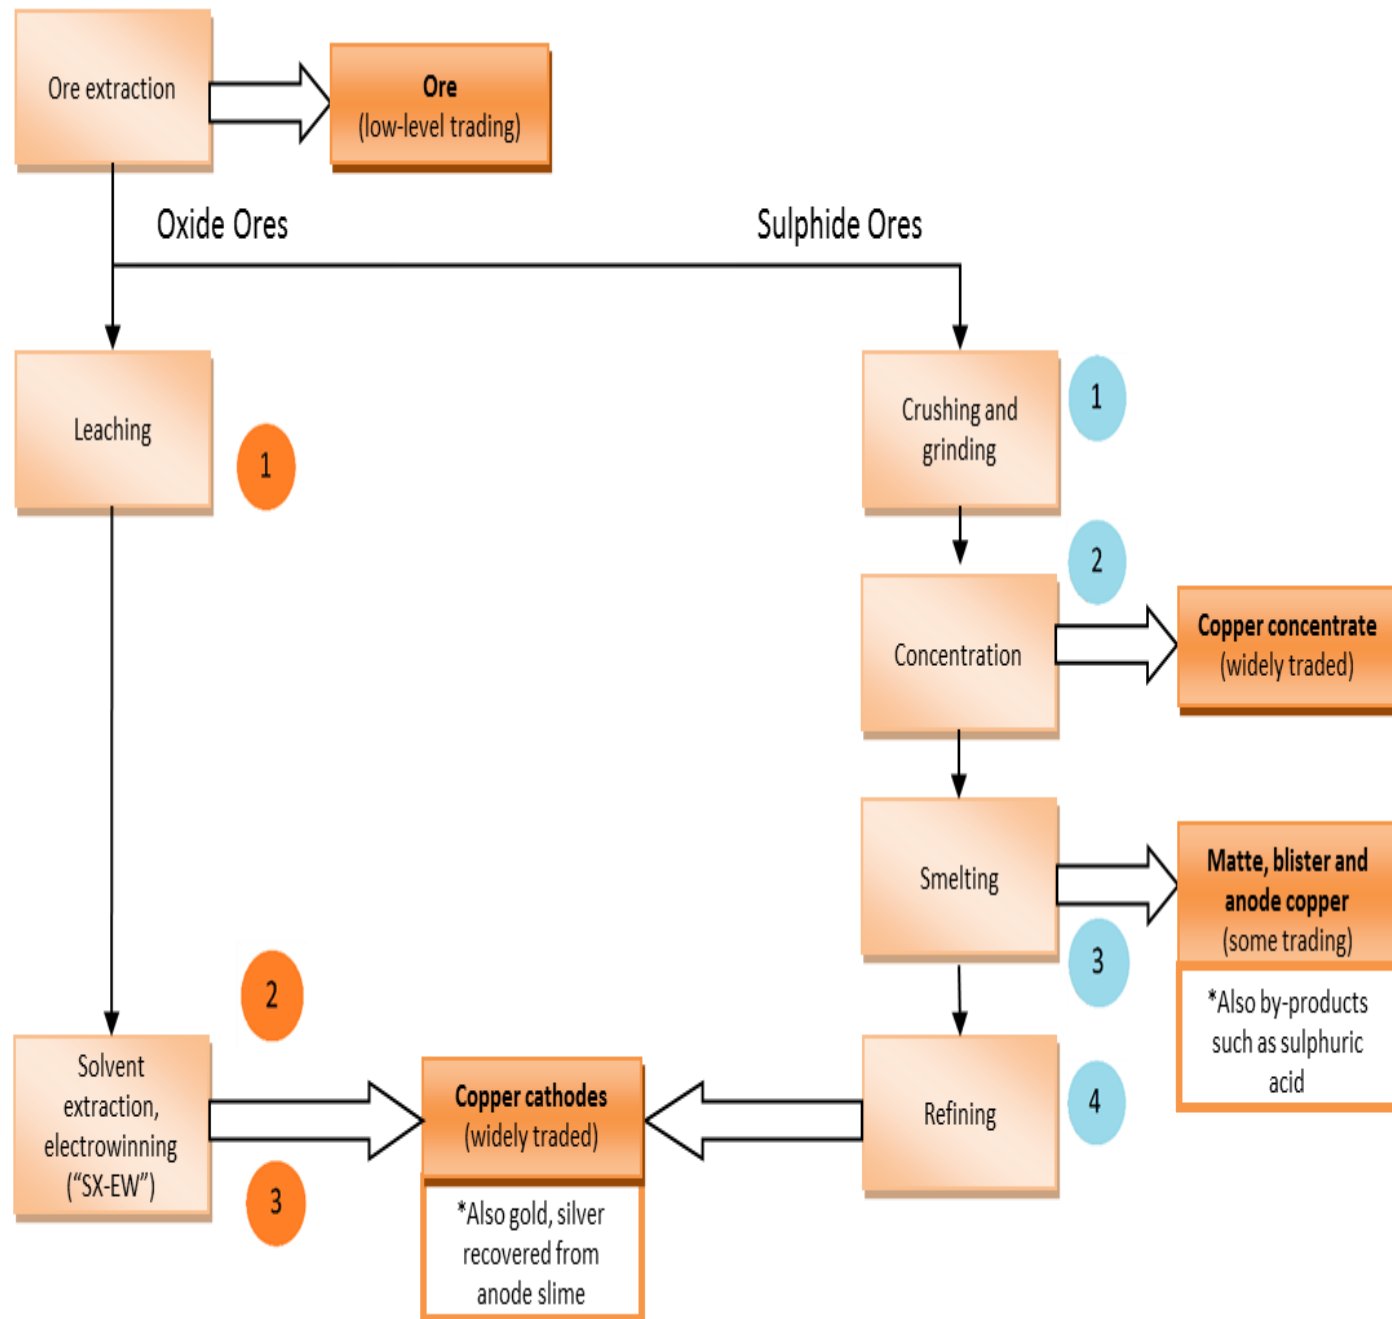 Ore extraction
Ore
(low-level trading)
Oxide Ores
Sulphide Ores
Leaching
1
Crushing and
grinding
1
2
Concentration
Copper concentrate
(widely traded)
Smelting
Matte, blister and
anode copper
(some trading)
3
*Also by-products
such as sulphuric
acid
2
Solvent
extraction,
electrowinning
(“SX-EW”)
3
Copper cathodes
(widely traded)
*Also gold, silver
recovered from
anode slime
Refining
4